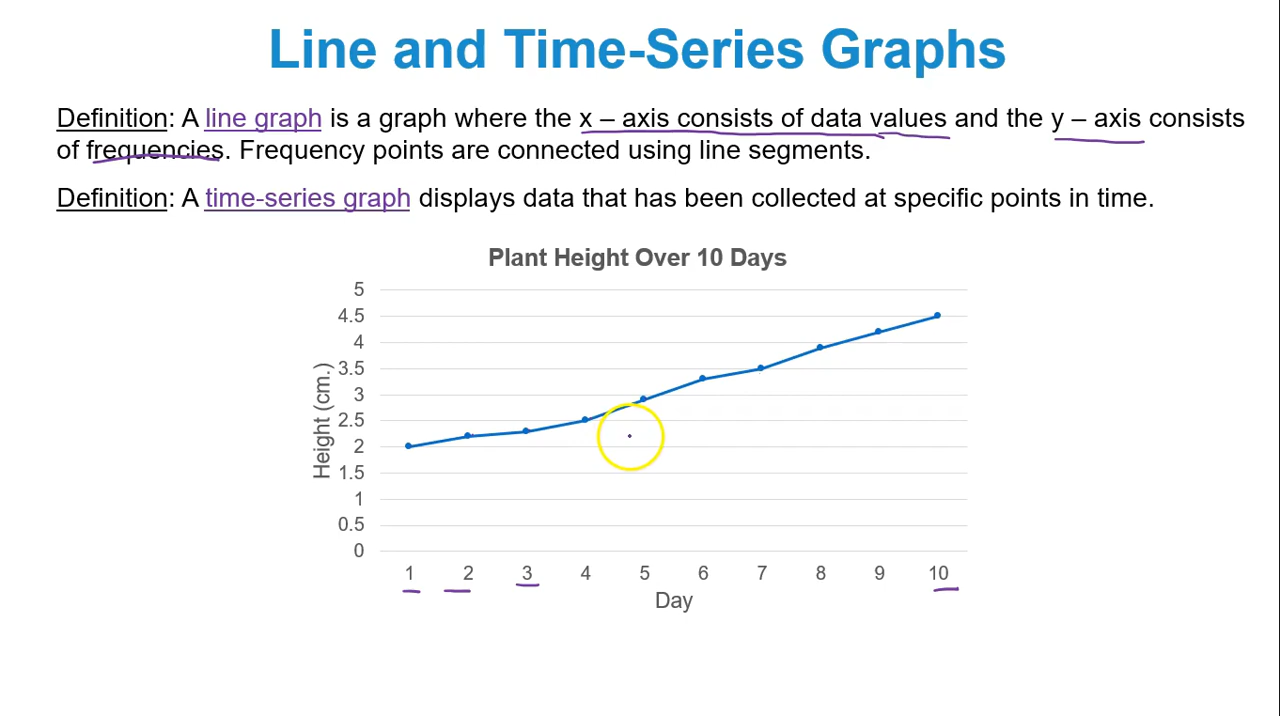 Line and Time-Series Graphs
Definition: A line graph is a graph where the x – axis consists of data values and the y – axis consists
of frequencies. Frequency points are connected using line segments.
Definition: A time-series graph displays data that has been collected at specific points in time.
Plant Height Over 10 Days
5
4.5
4
3.5
3
2.5
2
1.5
1
0.5
0
Height (cm.)
1 2 3 4 5 6 7 8 9 10
Day